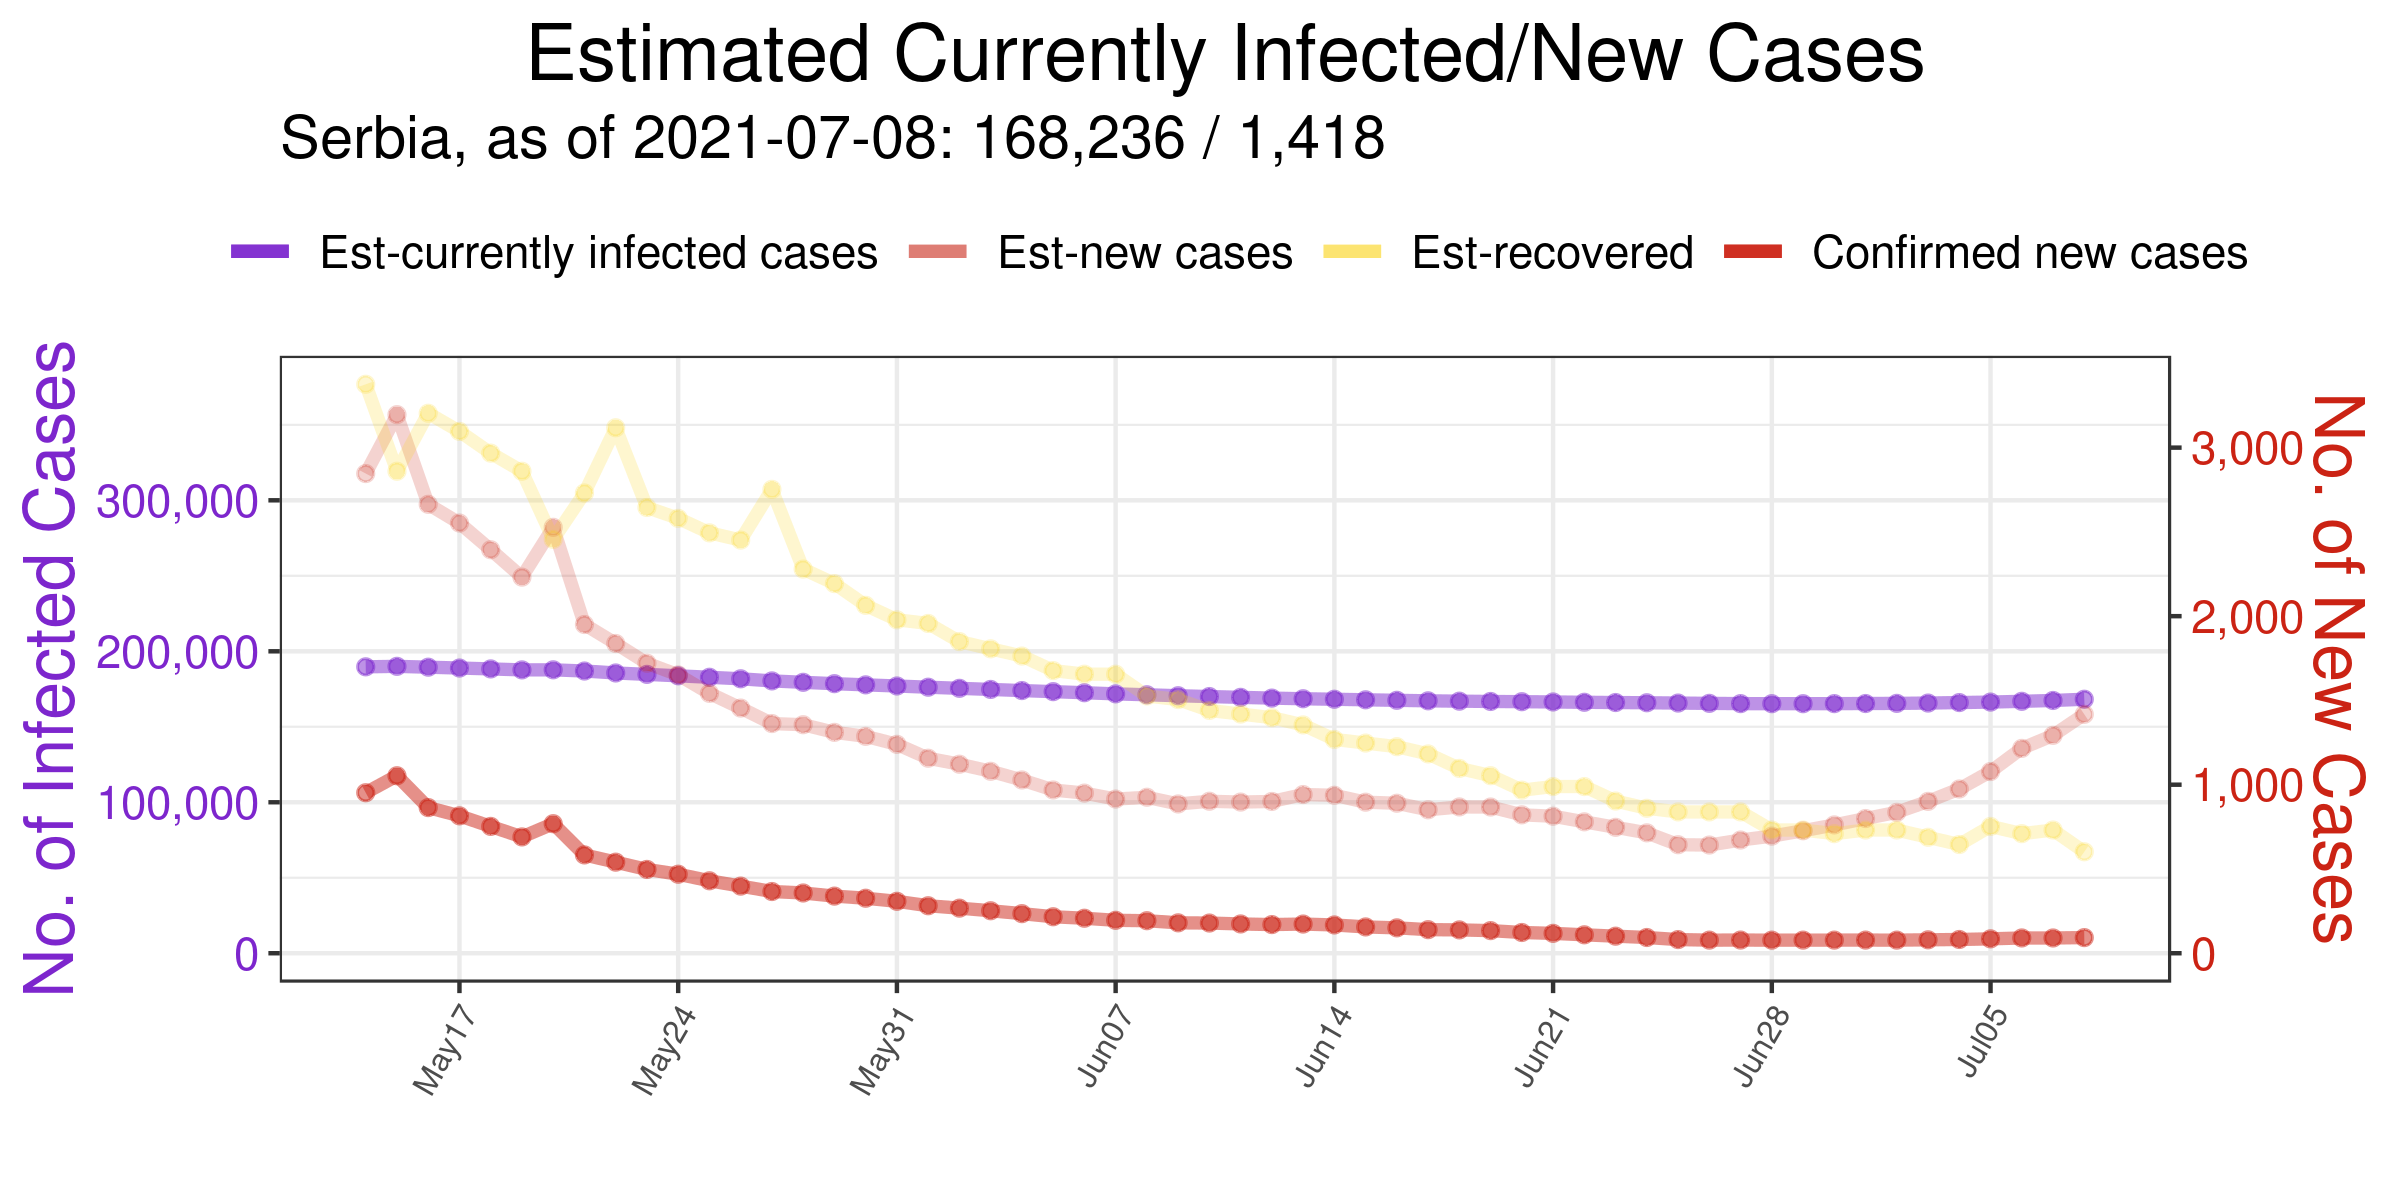 Estimated Currently Infected/New Cases
Serbia, as of 2021-07-08: 168,236 / 1,418
Est-currently infected cases Est-new cases Est-recovered Confirmed new cases
No. of Infected Cases
300,000
200,000
100,000
0
3,000
2,000
1,000
0
No. of New Cases
May17 May24 May31 Jun07 Jun14 Jun21 Jun28 Jul05